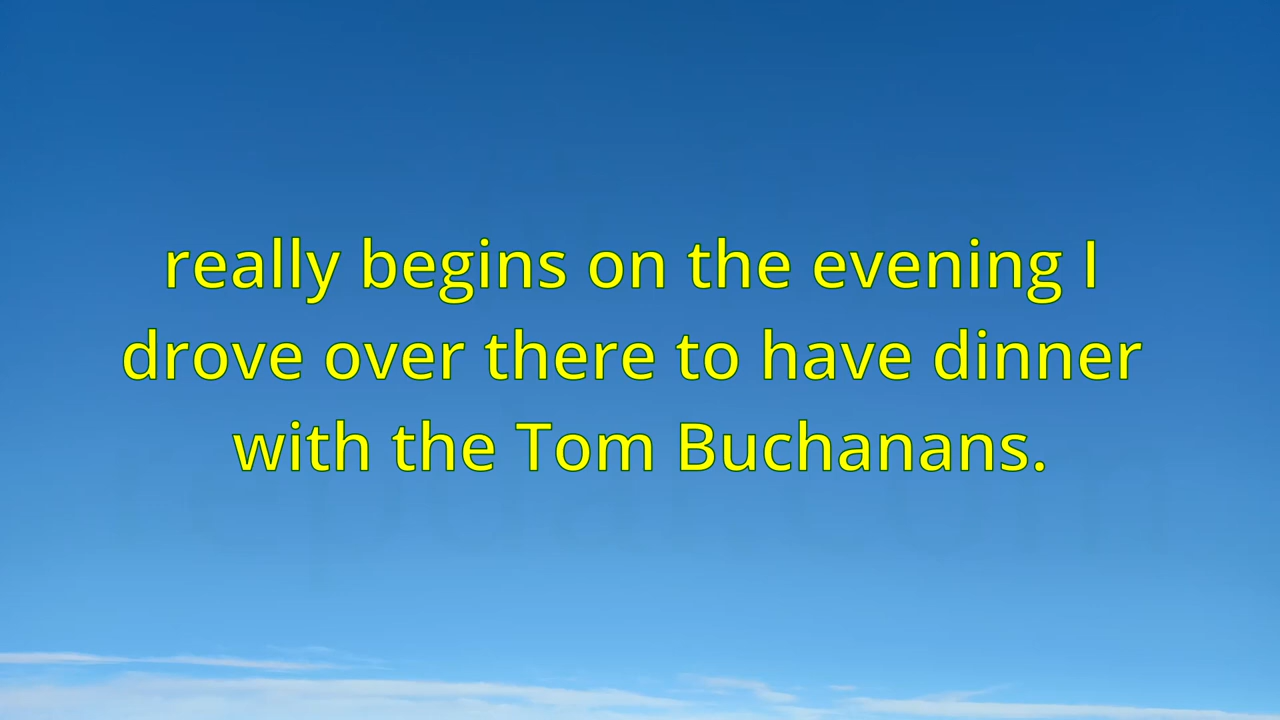 really begins on the evening I
drove over there to have dinner
with the Tom Buchanans.